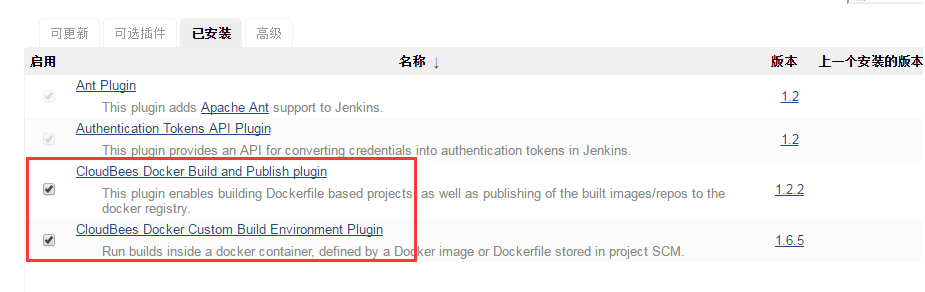 可更新 可选插件 已安装 高级
启用 名称 ↓ 版本 上一个安装的版本
Ant Plugin
This plugin adds Apache Ant support to Jenkins.
1.2
Authentication Tokens API Plugin
This plugin provides an API for converting credentials into authentication tokens in Jenkins.
1.2
CloudBees Docker Build and Publish plugin
This plugin enables building Dockerfile based projects, as well as publishing of the built images/repos to the
docker registry.
1.2.2
CloudBees Docker Custom Build Environment Plugin
Run builds inside a docker container, defined by a Docker image or Dockerfile stored in project SCM.
1.6.5